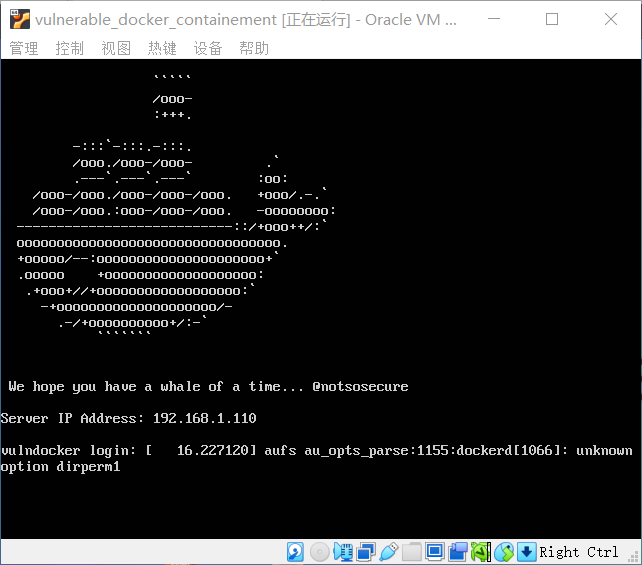 vulnerable_docker_containement [正在运行] - Oracle VM ...
管理 控制 视图 热键 设备 帮助
                   `````
                   /ooo-
                   :+++.
         -:::`-:::.-:::.
         /ooo./ooo-/ooo-         .`
         .---`.---`.---`        :oo:
    /ooo-/ooo./ooo-/ooo-/ooo.   +ooo/.-.`
    /ooo-/ooo.:ooo-/ooo-/ooo.   -oooooooo:
  ---------------------------::/+ooo++/:`
  ooooooooooooooooooooooooooooooooo.
  +ooooo/--:ooooooooooooooooooooo+`
  .ooooo    +ooooooooooooooooooo:
   .+ooo+//+oooooooooooooooooo:`
     -+oooooooooooooooooooo/-
       .-/+oooooooooo+/:-`
            ```````
We hope you have a whale of a time... @notsosecure
Server IP Address: 192.168.1.110
vulndocker login: [   16.227120] aufs au_opts_parse:1155:dockerd[1066]: unknown
option dirperm1
Right Ctrl